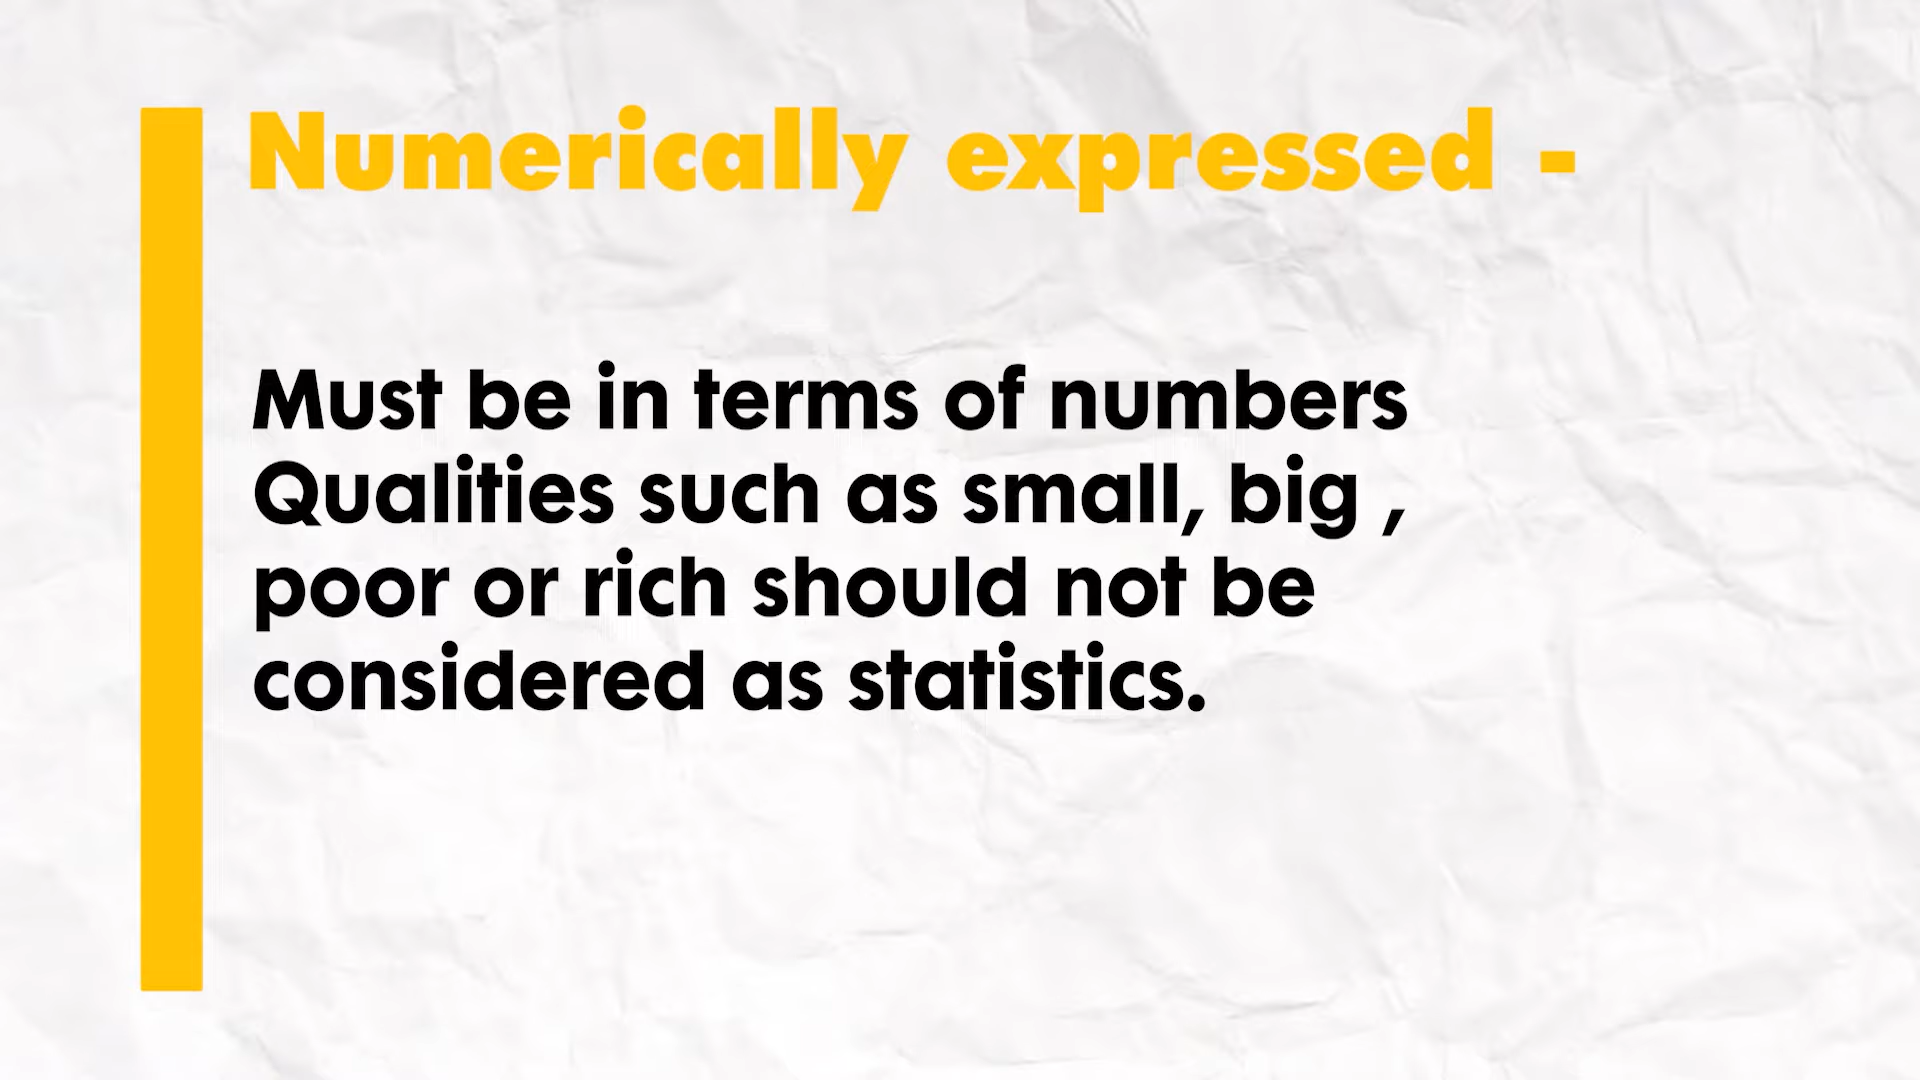 Numerically expressed -
Must be in terms of numbers
Qualities such as small, big ,
poor or rich should not be
considered as statistics.